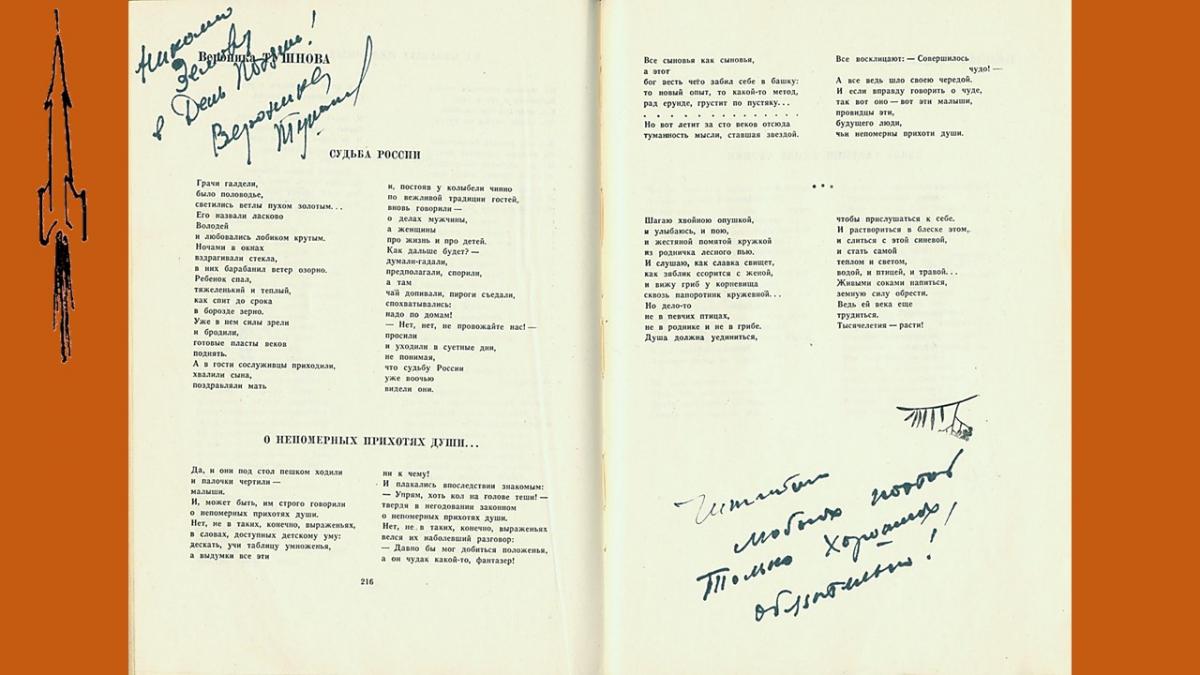 Вероника ТУШНОВА
в День Поэзии!
Вероника
Тушнова
СУДЬБА РОССИИ
Грачи галдели,
было половодье,
светились ветлы пухом золотым...
Его назвали ласково
Володей
и любовались лобиком крутым.
Ночами в окнах
вздрагивали стекла,
в них барабанил ветер озорно.
Ребенок спал,
тяжеленький и теплый,
как спит до срока
в борозде зерно.
Уже в нем силы зрели
и бродили,
готовые пласты веков
поднять.
А в гости сослуживцы приходили,
хвалили сына,
поздравляли мать
и, постояв у колыбели чинно
по вежливой традиции гостей,
вновь говорили —
о делах мужчины,
а женщины
про жизнь и про детей.
Как дальше будет? —
думали-гадали,
предполагали, спорили,
а там
чай допивали, пироги съедали,
спохватывались:
надо по домам!
— Нет, нет, не провожайте нас! —
просили
и уходили в суетные дни,
не понимая,
что судьбу России
уже воочью
видели они.
О НЕПОМЕРНЫХ ПРИХОТЯХ ДУШИ...
Да, и они под стол пешком ходили
и палочки чертили —
малыши.
И, может быть, им строго говорили
о непомерных прихотях души.
Нет, не в таких, конечно, выраженьях,
в словах, доступных детскому уму:
дескать, учи таблицу умноженья,
а выдумки все эти
ни к чему!
И плакались впоследствии знакомым:
— Упрям, хоть кол на голове теши! —
твердя в негодовании законном
о непомерных прихотях души.
Нет, не в таких, конечно, выраженьях
велся их наболевший разговор:
— Давно бы мог добиться положенья,
а он чудак какой-то, фантазер!
216
Все сыновья как сыновья,
а этот
бог весть чего забил себе в башку:
то новый опыт, то какой-то метод,
рад ерунде, грустит по пустяку...
. . . . . . . . . . . . .
Но вот летит за сто веков отсюда
туманность мысли, ставшая звездой.
Все восклицают: — Совершилось
чудо! —
А все ведь шло своею чередой.
И если вправду говорить о чуде,
так вот оно — вот эти малыши,
провидцы эти,
будущего люди,
чьи непомерны прихоти души.
* * *
Шагаю хвойною опушкой,
и улыбаюсь, и пою,
и жестяной помятой кружкой
из родничка лесного пью.
И слушаю, как славка свищет,
как зяблик ссорится с женой,
и вижу гриб у корневища
сквозь папоротник кружевной...
Но дело-то
не в певчих птицах,
не в роднике и не в грибе.
Душа должна уединиться,
чтобы прислушаться к себе.
И раствориться в блеске этом,
и слиться с этой синевой,
и стать самой
теплом и светом,
водой, и птицей, и травой...
Живыми соками напиться,
земную силу обрести.
Ведь ей века еще
трудиться.
Тысячелетия — расти!
любых поэтов
Только хороших,
обязательно!